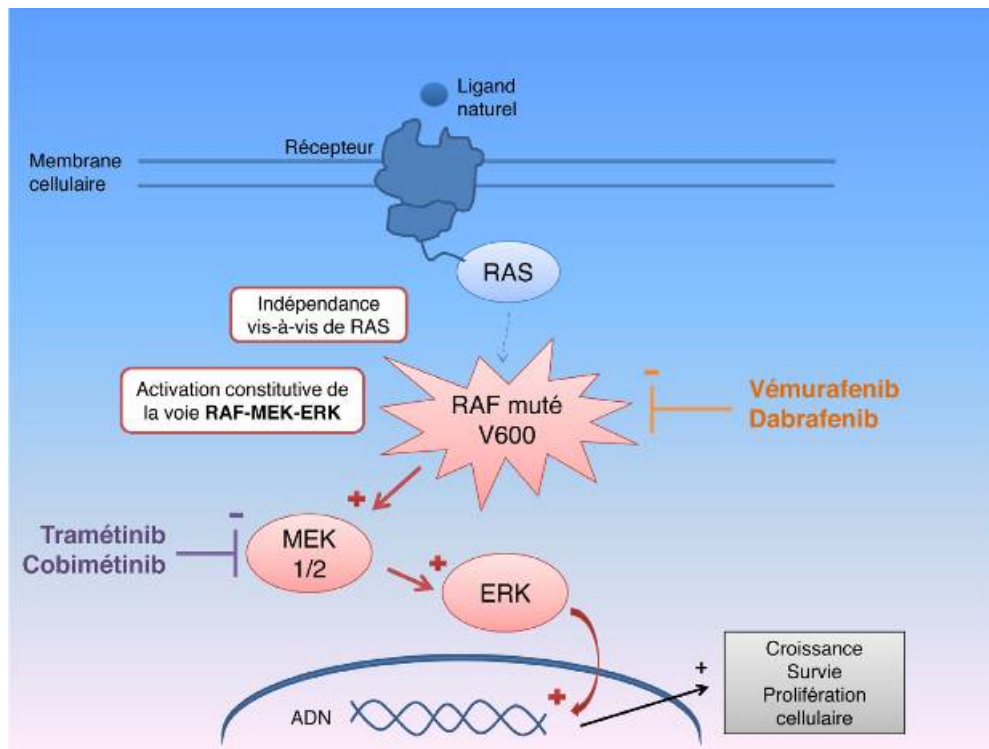 Ligand
naturel
Récepteur
Membrane
cellulaire
RAS
Indépendance
vis-à-vis de RAS
Activation constitutive de
la voie RAF-MEK-ERK
RAF muté
V600
-
Vémurafenib
Dabrafenib
+
-
Tramétinib
Cobimétinib
MEK
1/2
+
ERK
+
ADN
+
Croissance
Survie
Prolifération
cellulaire